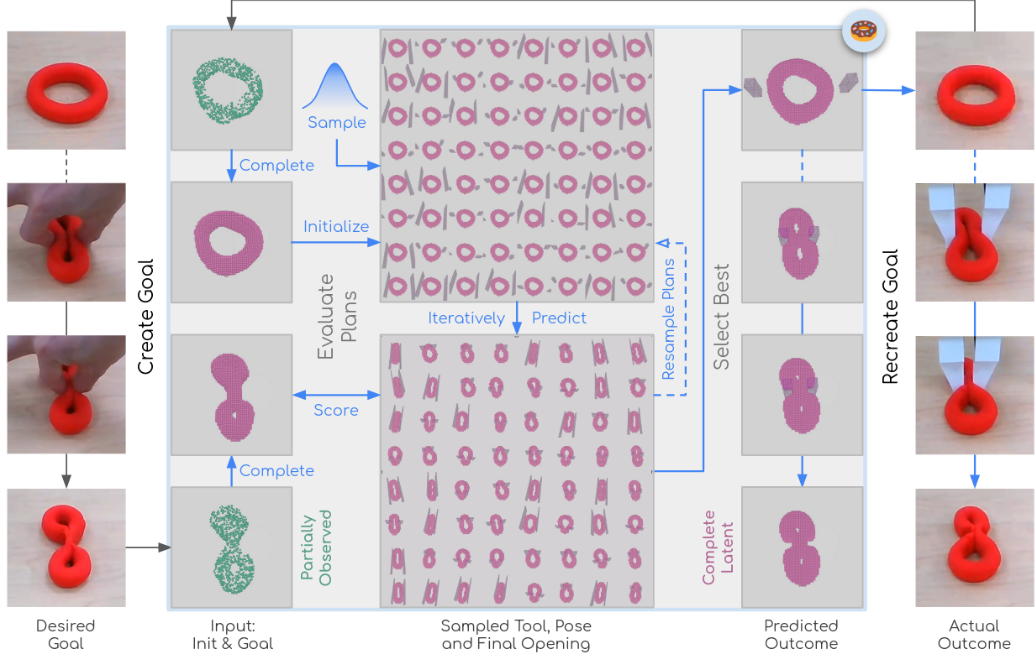 Sample
Complete
Initialize
Create Goal
Evaluate
Plans
Iteratively
Predict
Resample Plans
Select Best
Recreate Goal
Score
Complete
Partially
Observed
Complete
Latent
Desired
Goal
Input:
Init & Goal
Sampled Tool, Pose
and Final Opening
Predicted
Outcome
Actual
Outcome